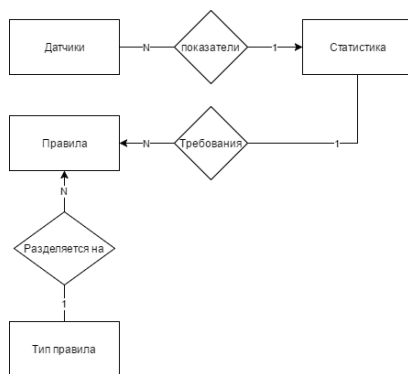 Датчики
N
показатели
1
Статистика
Правила
N
Требования
1
N
Разделяется на
1
Тип правила